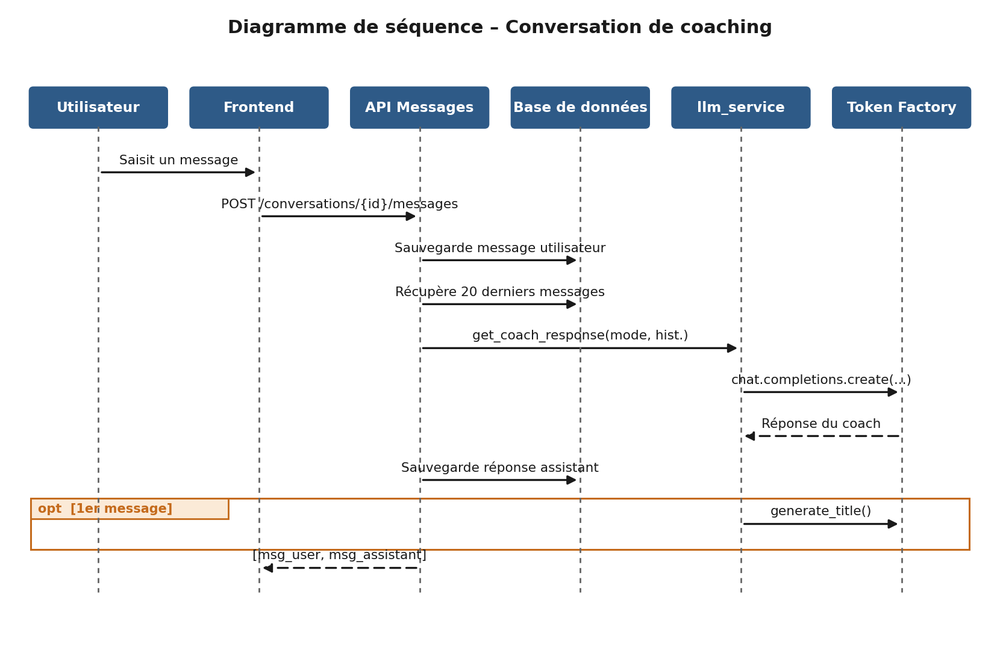 Diagramme de séquence – Conversation de coaching
Utilisateur
Frontend
API Messages
Base de données
llm_service
Token Factory
Saisit un message
POST /conversations/{id}/messages
Sauvegarde message utilisateur
Récupère 20 derniers messages
get_coach_response(mode, hist.)
chat.completions.create(...)
Réponse du coach
Sauvegarde réponse assistant
opt  [1er message]
generate_title()
[msg_user, msg_assistant]